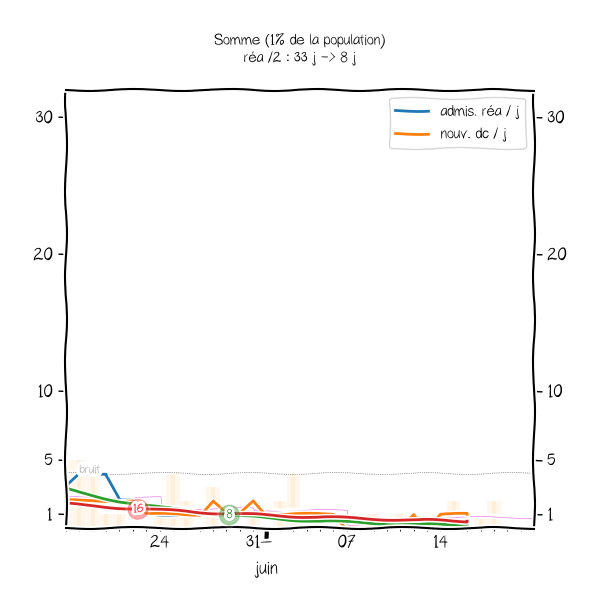 Somme (1% de la population)
réa /2 : 33 j -> 8 j
admis. réa / j
nouv. dc / j
30
30
20
20
10
10
5
5
bruit
16
8
1
1
24
31
07
14
juin